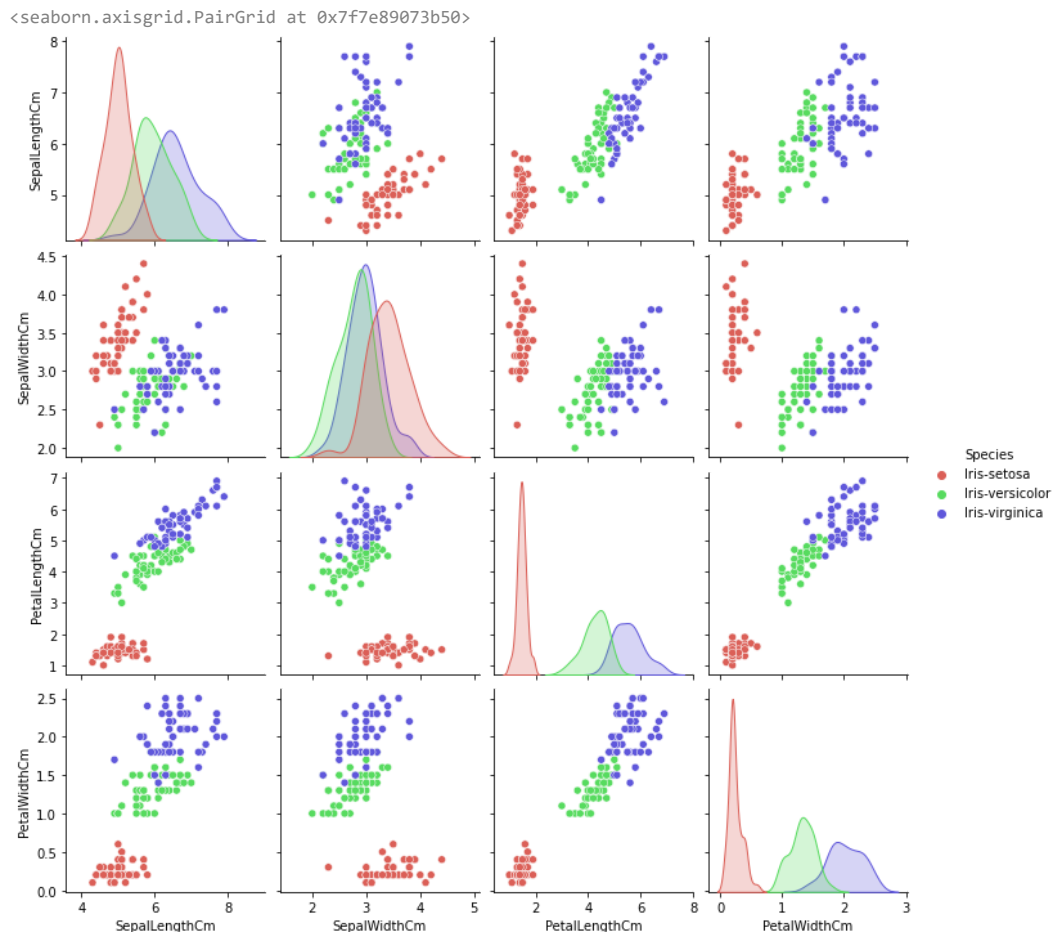 <seaborn.axisgrid.PairGrid at 0x7f7e89073b50>
8
7
6
5
SepalLengthCm
4.5
4.0
3.5
3.0
2.5
2.0
SepalWidthCm
Species
Iris-setosa
Iris-versicolor
Iris-virginica
7
6
5
4
3
2
1
PetalLengthCm
2.5
2.0
1.5
1.0
0.5
0.0
PetalWidthCm
4 6 8
SepalLengthCm
2 3 4 5
SepalWidthCm
2 4 6 8
PetalLengthCm
0 1 2 3
PetalWidthCm